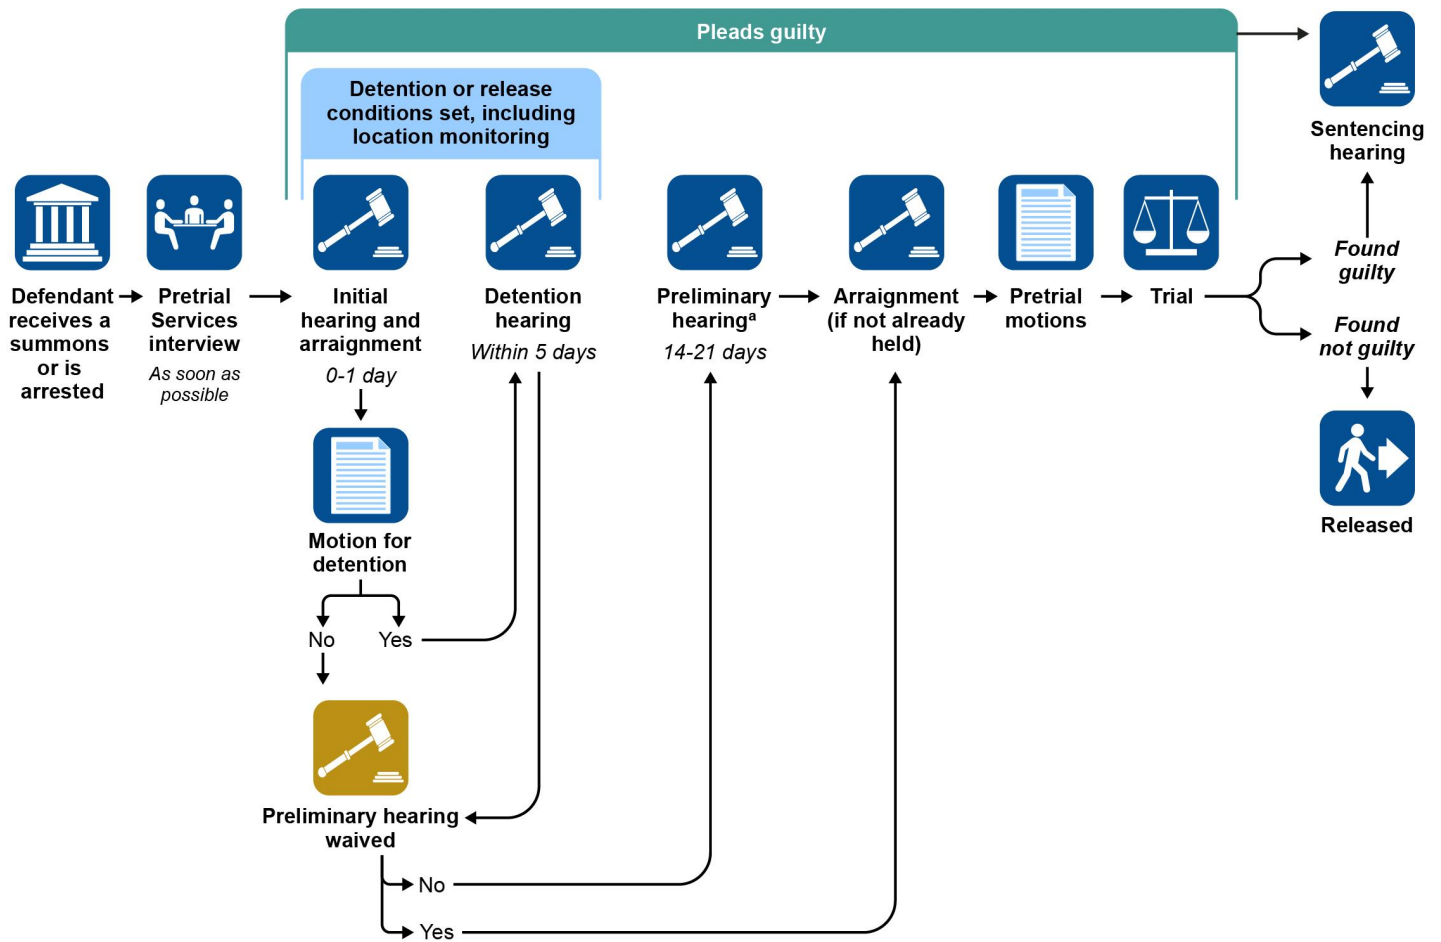 Pleads guilty
Detention or release
conditions set, including
location monitoring
Sentencing
hearing
Defendant
receives a
summons
or is
arrested
Pretrial
Services
interview
As soon as
possible
Initial
hearing and
arraignment
0-1 day
Detention
hearing
Within 5 days
Preliminary
hearingª
14-21 days
Arraignment
(if not already
held)
Pretrial
motions
Trial
Found
guilty
Found
not guilty
Released
Motion for
detention
No
Yes
Preliminary hearing
waived
No
Yes